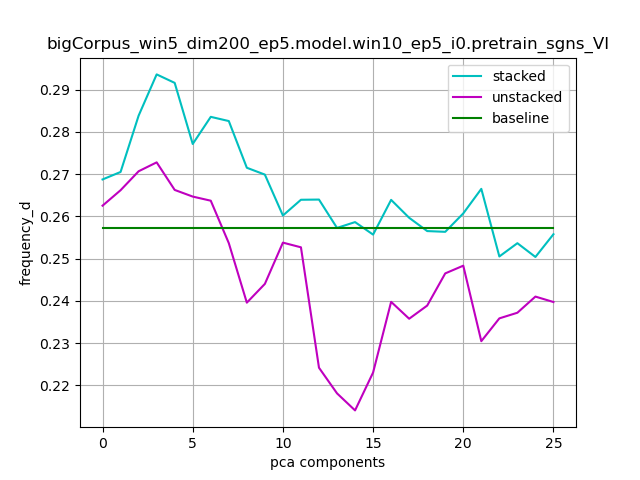 bigCorpus_win5_dim200_ep5.model.win10_ep5_i0.pretrain_sgns_VI
stacked
unstacked
baseline
0.29
0.28
0.27
0.26
0.25
0.24
0.23
0.22
frequency_d
0 5 10 15 20 25
pca components